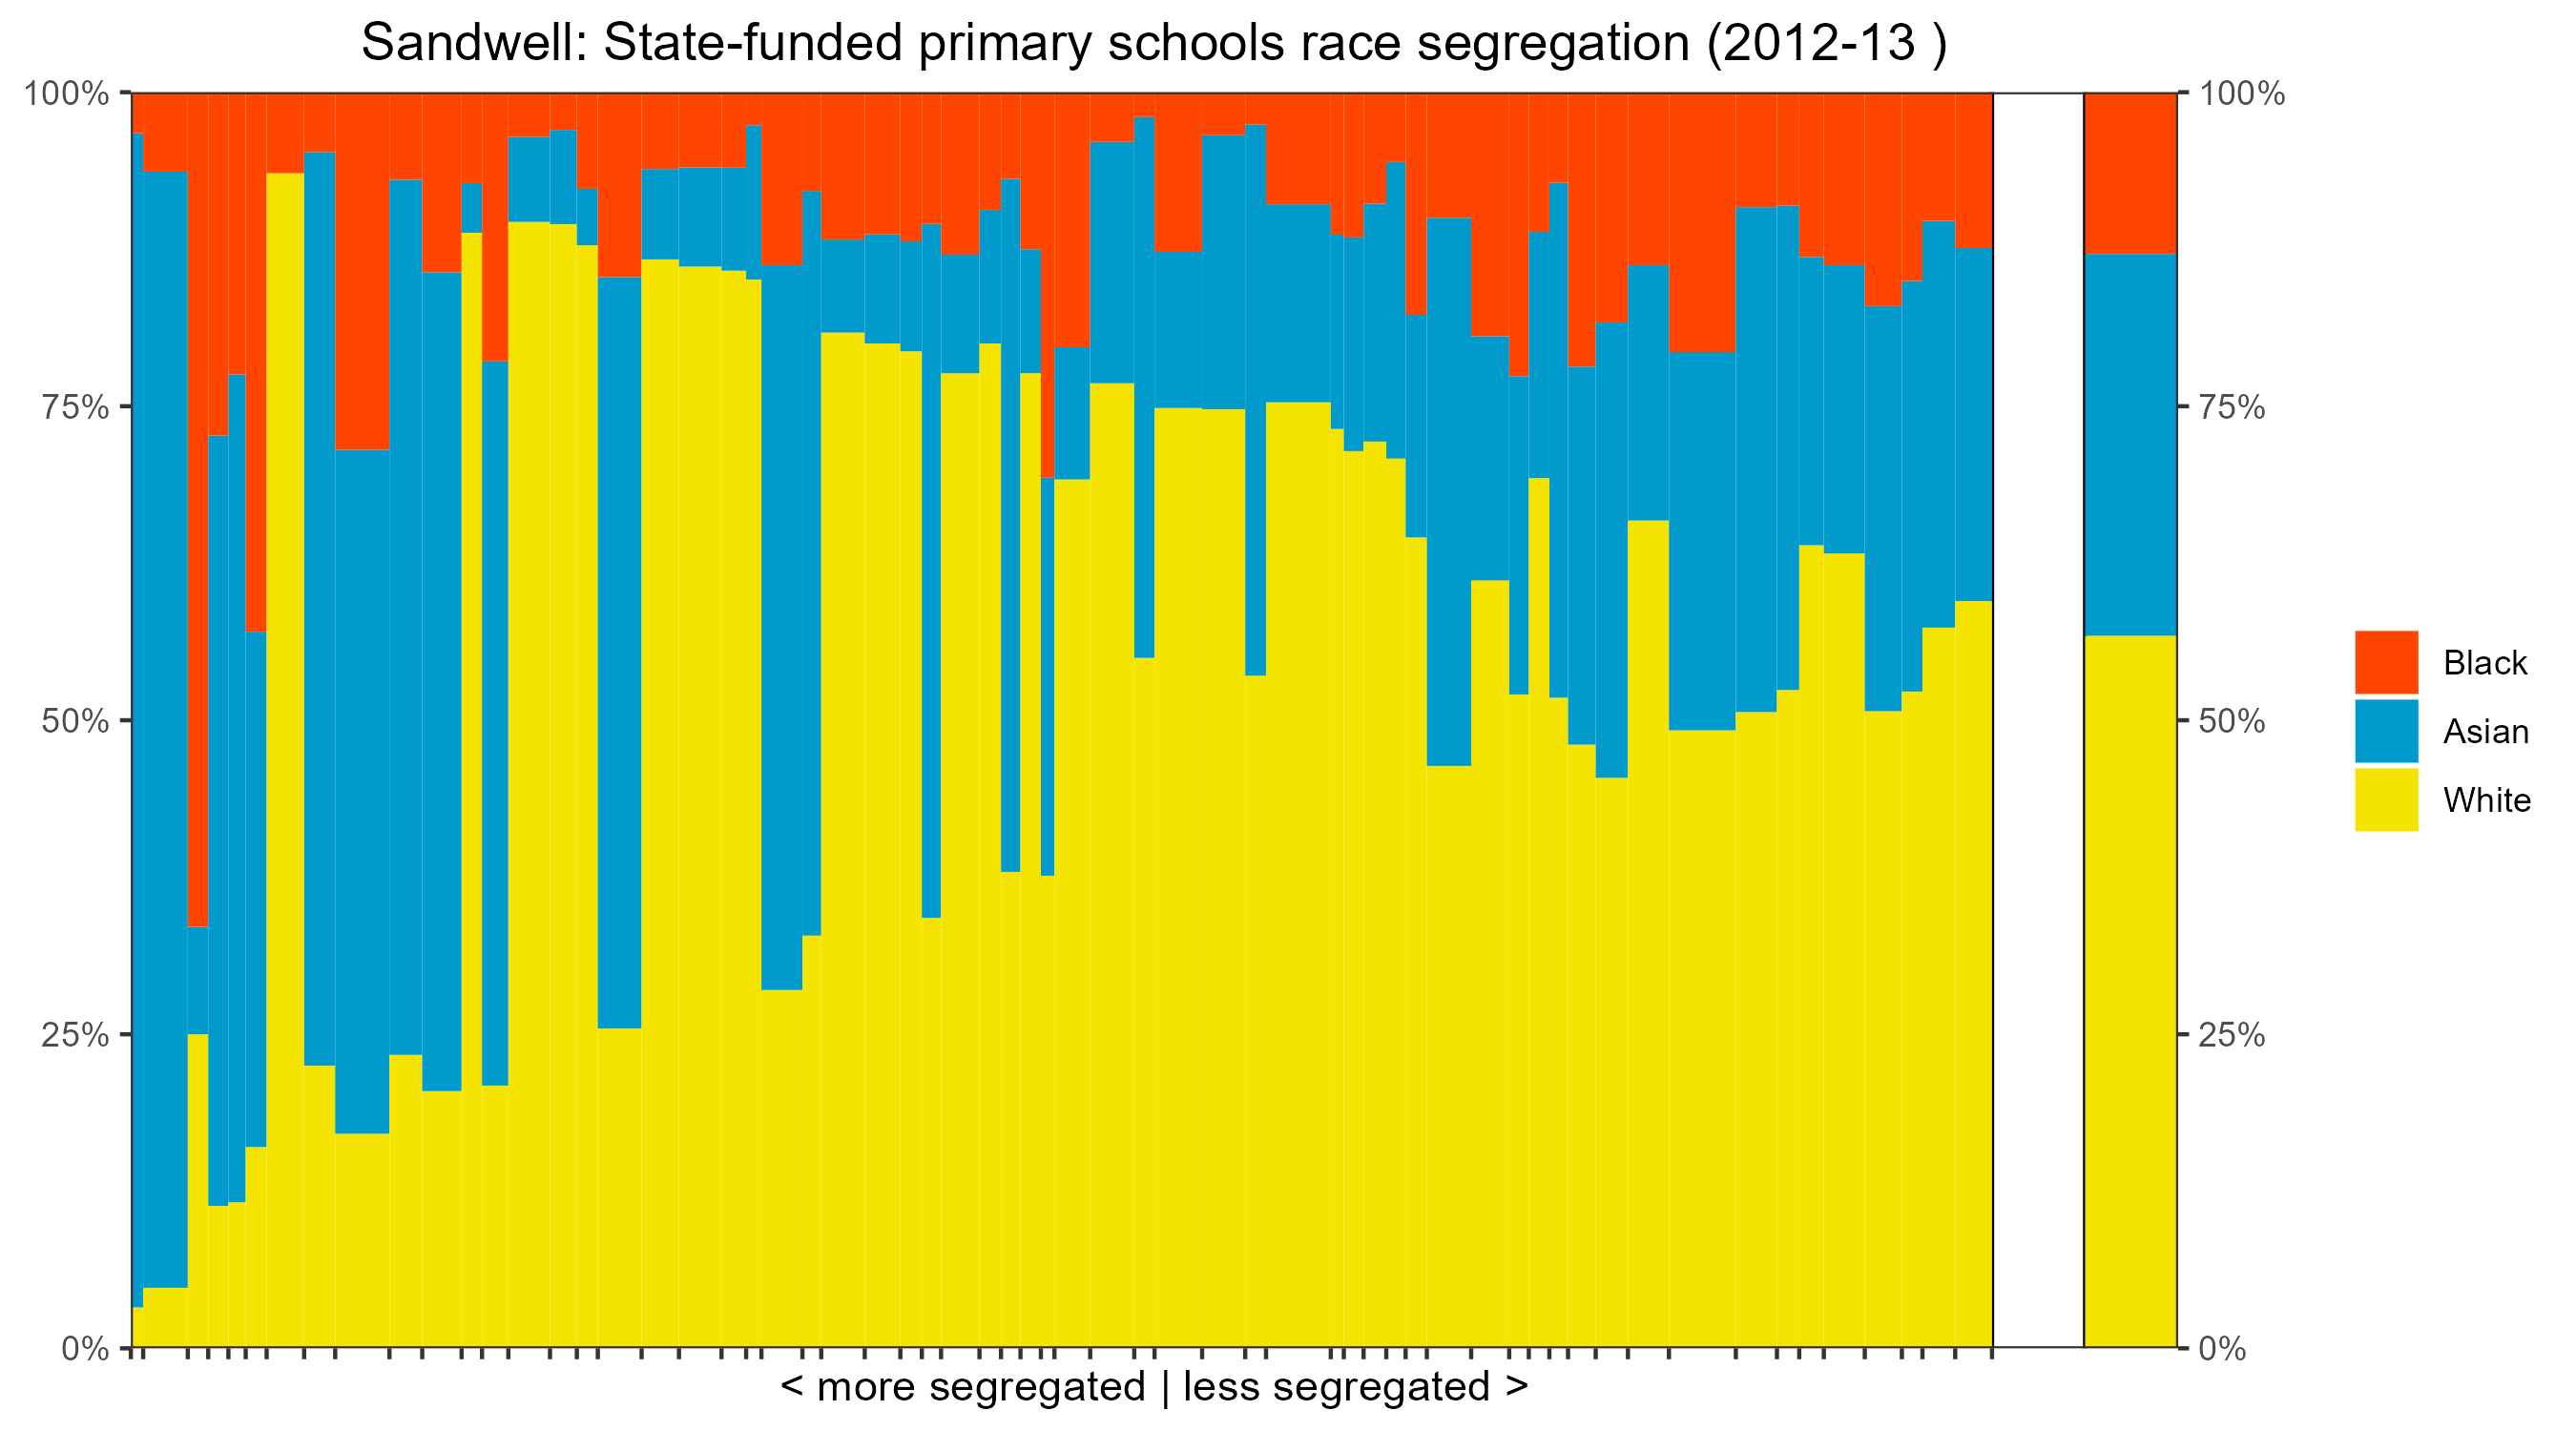 Sandwell: State-funded primary schools race segregation (2012-13 )
100%
75%
50%
25%
0%
100%
75%
50%
25%
0%
Black
Asian
White
< more segregated | less segregated >